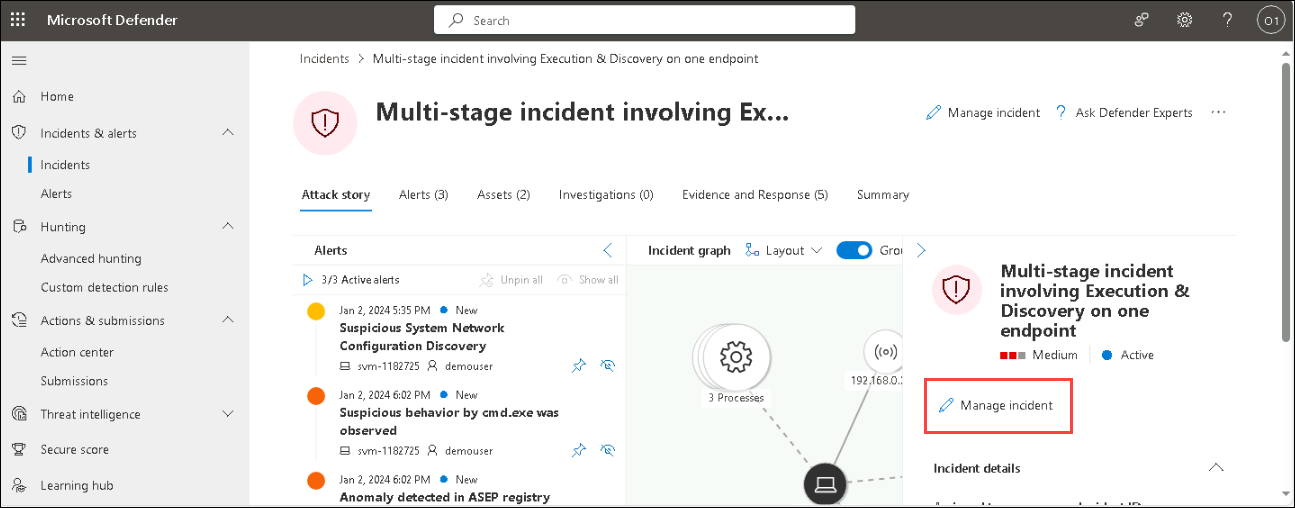 Microsoft Defender
Search
?
O1
Home
Incidents & alerts
Incidents
Alerts
Hunting
Advanced hunting
Custom detection rules
Actions & submissions
Action center
Submissions
Threat intelligence
Secure score
Learning hub
Incidents > Multi-stage incident involving Execution & Discovery on one endpoint
Multi-stage incident involving Ex...
Manage incident
? Ask Defender Experts
...
Attack story
Alerts (3)
Assets (2)
Investigations (0)
Evidence and Response (5)
Summary
Alerts
3/3 Active alerts
Unpin all
Show all
Jan 2, 2024 5:35 PM New
Suspicious System Network
Configuration Discovery
svm-1182725 demouser
Jan 2, 2024 6:02 PM New
Suspicious behavior by cmd.exe was
observed
svm-1182725 demouser
Jan 2, 2024 6:02 PM New
Anomaly detected in ASEP registry
Incident graph
Layout
Grou
3 Processes
192.168.0.
Multi-stage incident
involving Execution &
Discovery on one
endpoint
Medium
Active
Manage incident
Incident details